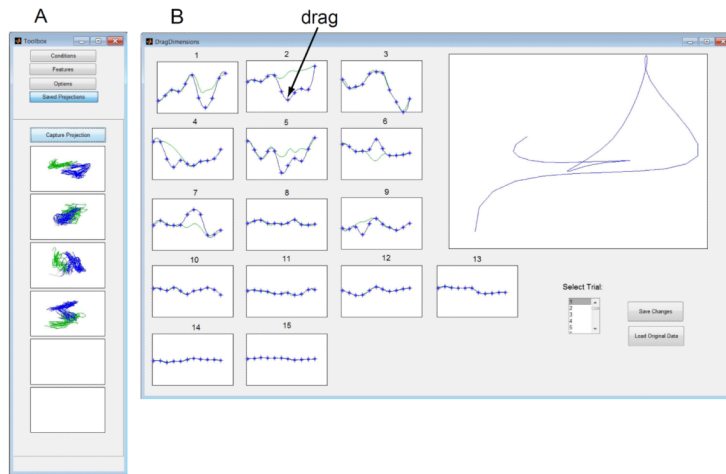 A
B
drag
Toolbox
Conditions
Features
Options
Saved Projections
Capture Projection
DragDimensions
1
2
3
4
5
6
7
8
9
10
11
12
13
14
15
Select Trial:
1
2
3
4
5
Save Changes
Load Original Data